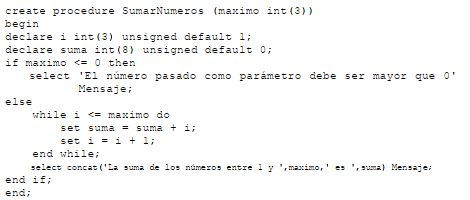 create procedure SumarNumeros (maximo int(3))
begin
declare i int(3) unsigned default 1;
declare suma int(8) unsigned default 0;
if maximo <= 0 then
    select 'El número pasado como parámetro debe ser mayor que 0'
           Mensaje;
else
    while i <= maximo do
        set suma = suma + i;
        set i = i + 1;
    end while;
    select concat('La suma de los números entre 1 y ',maximo,' es ',suma) Mensaje;
end if;
end;